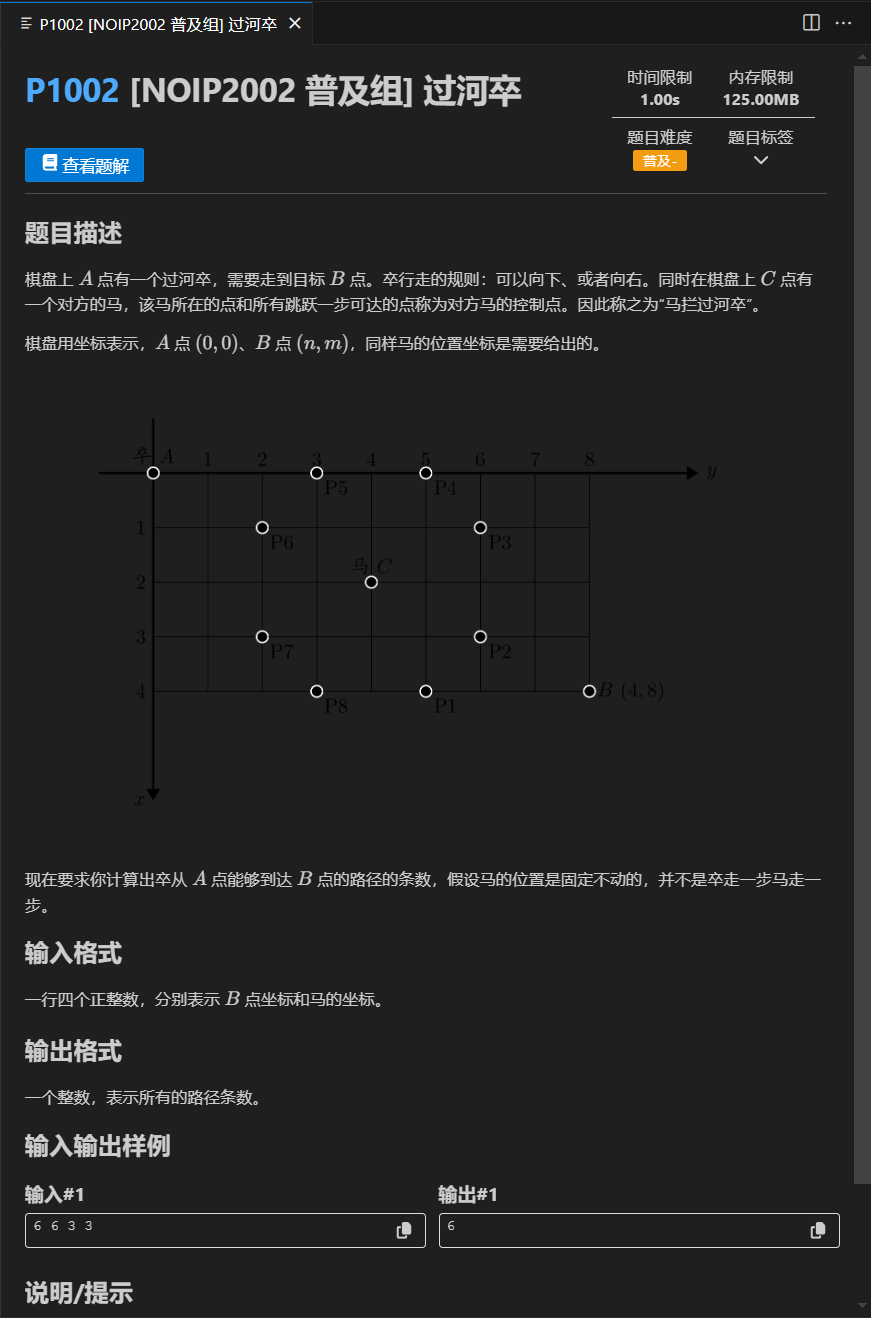 P1002 [NOIP2002 普及组] 过河卒
P1002 [NOIP2002 普及组] 过河卒
时间限制 内存限制
1.00s 125.00MB
题目难度 题目标签
普及-
查看题解
题目描述
棋盘上 A 点有一个过河卒，需要走到目标 B 点。卒行走的规则：可以向下、或者向右。同时在棋盘上 C 点有
一个对方的马，该马所在的点和所有跳跃一步可达的点称为对方马的控制点。因此称之为“马拦过河卒”。
棋盘用坐标表示，A 点 (0,0)、B 点 (n,m)，同样马的位置坐标是需要给出的。
卒 A 1 2 3 4 5 6 7 8
y
P5 P4
1
P6 P3
马 C
2
3
P7 P2
4 B (4,8)
P8 P1
x
现在要求你计算出卒从 A 点能够到达 B 点的路径的条数，假设马的位置是固定不动的，并不是卒走一步马走一
步。
输入格式
一行四个正整数，分别表示 B 点坐标和马的坐标。
输出格式
一个整数，表示所有的路径条数。
输入输出样例
输入#1 输出#1
6 6 3 3 6
说明/提示